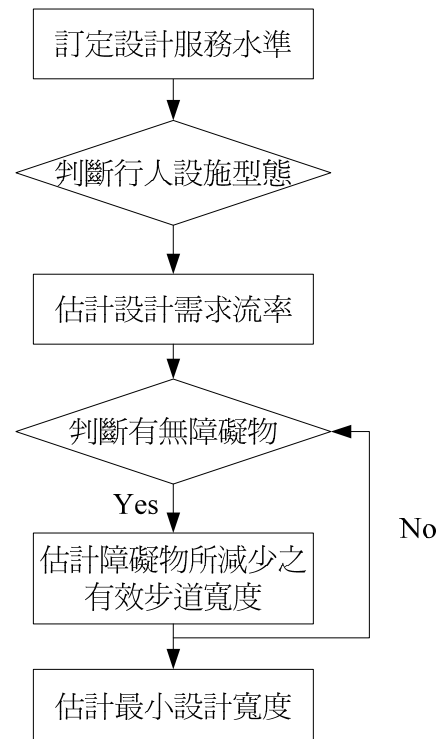 訂定設計服務水準
判斷行人設施型態
估計設計需求流率
判斷有無障礙物
Yes
No
估計障礙物所減少之
有效步道寬度
估計最小設計寬度